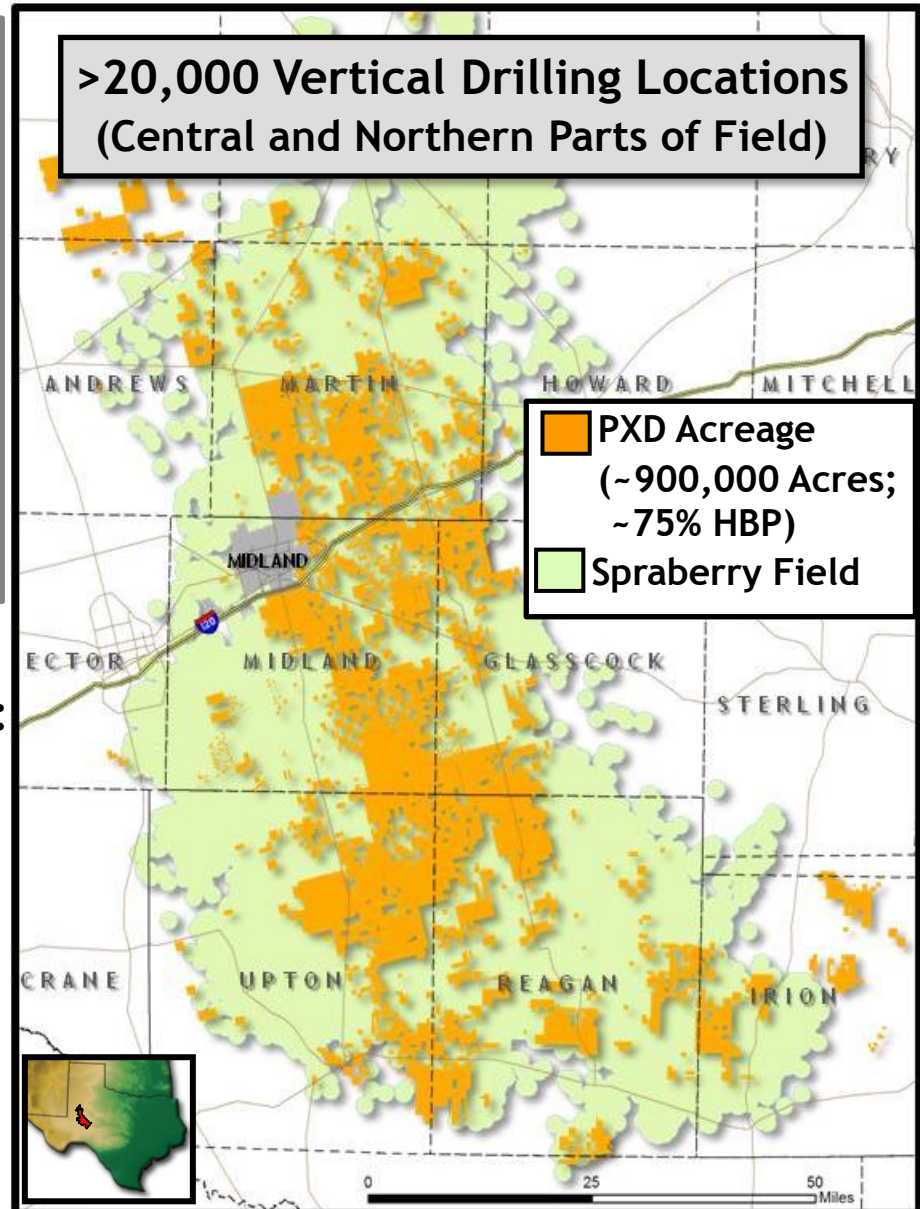 >20,000 Vertical Drilling Locations
(Central and Northern Parts of Field)
RY
ANDREWS
MARTIN
HOWARD
MITCHELL
PXD Acreage
(~900,000 Acres;
~75% HBP)
Spraberry Field
MIDLAND
ECTOR
MIDLAND
GLASSCOCK
STERLING
:
CRANE
UPTON
REAGAN
IRION
0
25
50
Miles